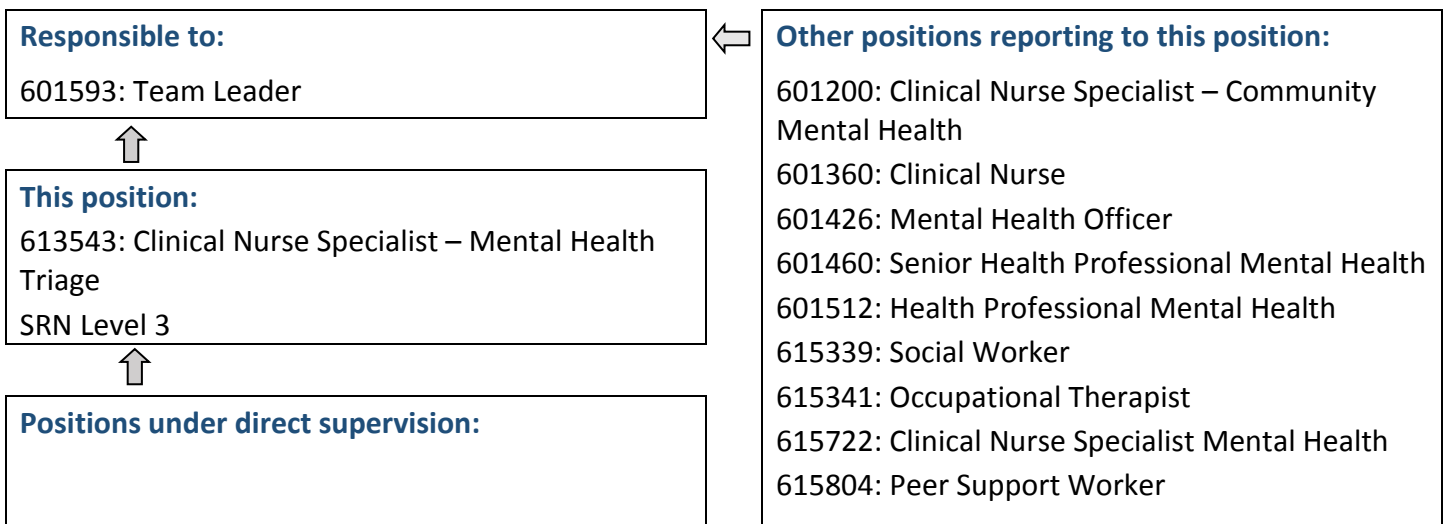 Responsible to:
601593: Team Leader
This position:
613543: Clinical Nurse Specialist – Mental Health
Triage
SRN Level 3
Positions under direct supervision:
Other positions reporting to this position:
601200: Clinical Nurse Specialist – Community
Mental Health
601360: Clinical Nurse
601426: Mental Health Officer
601460: Senior Health Professional Mental Health
601512: Health Professional Mental Health
615339: Social Worker
615341: Occupational Therapist
615722: Clinical Nurse Specialist Mental Health
615804: Peer Support Worker